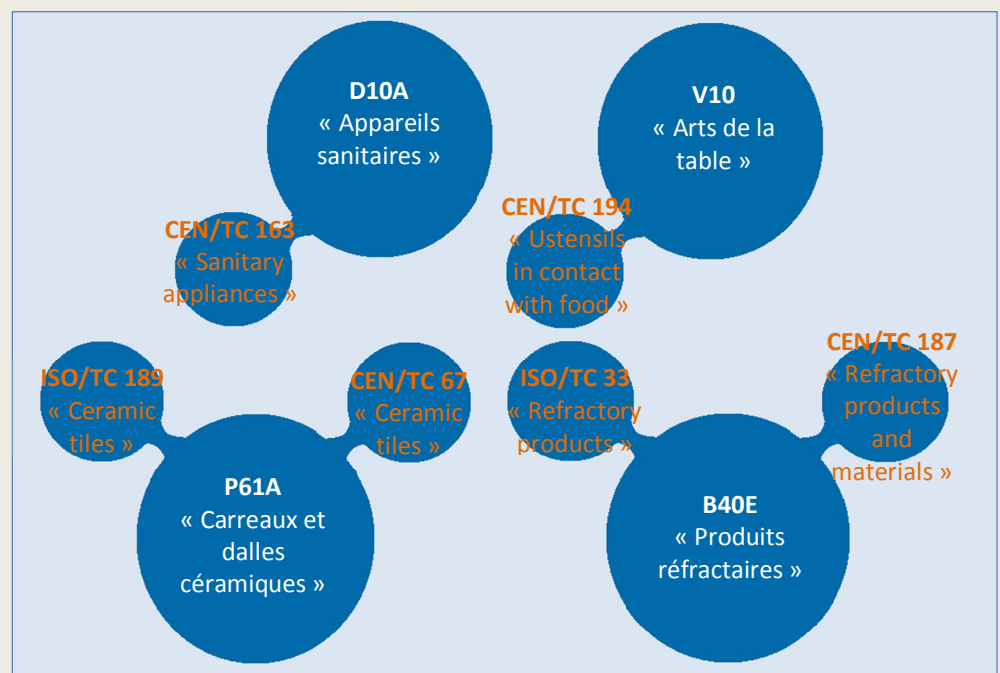 D10A
« Appareils
sanitaires »
V10
« Arts de la
table »
CEN/TC 163
« Sanitary
appliances »
CEN/TC 194
« Ustensils
in contact
with food »
ISO/TC 189
« Ceramic
tiles »
CEN/TC 67
« Ceramic
tiles »
ISO/TC 33
« Refractory
products »
CEN/TC 187
« Refractory
products
and
materials »
P61A
« Carreaux et
dalles
céramiques »
B40E
« Produits
réfractaires »